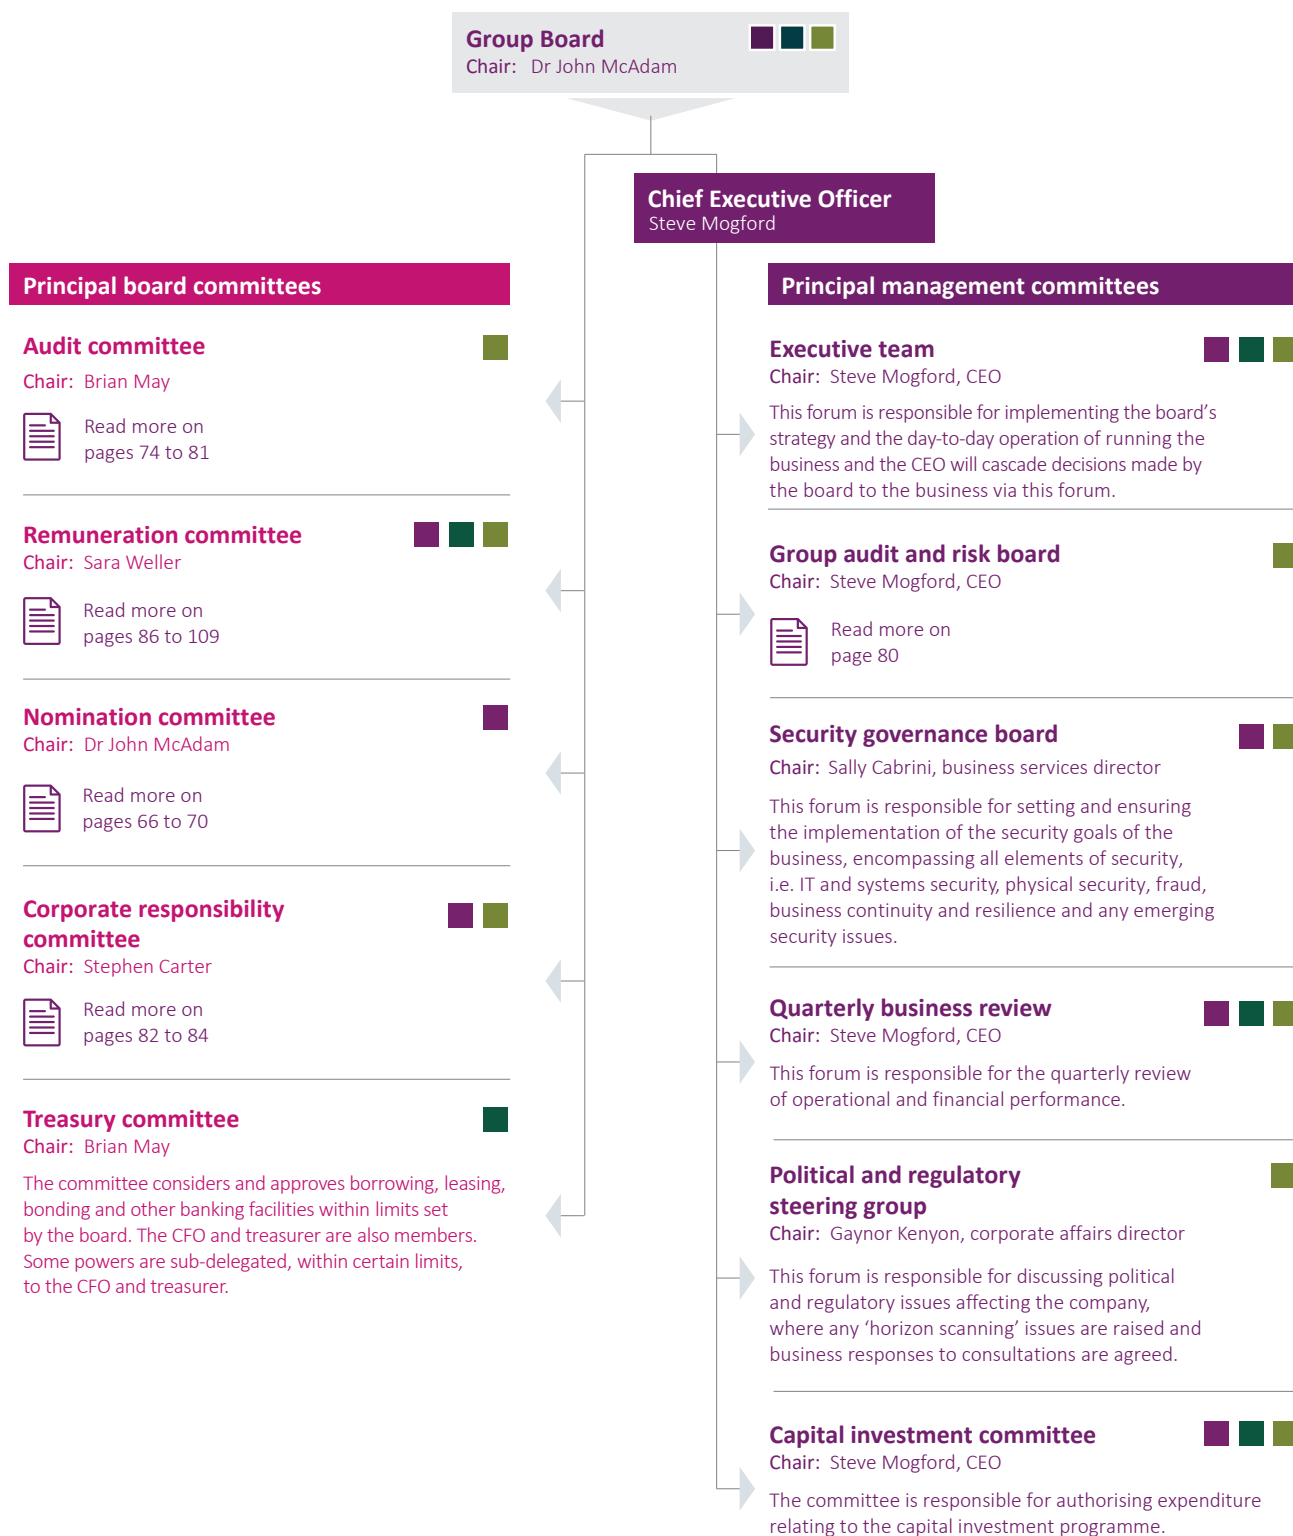 Group Board
Chair: Dr John McAdam
Chief Executive Officer
Steve Mogford
Principal board committees
Audit committee
Chair: Brian May
Read more on
pages 74 to 81
Remuneration committee
Chair: Sara Weller
Read more on
pages 86 to 109
Nomination committee
Chair: Dr John McAdam
Read more on
pages 66 to 70
Corporate responsibility
committee
Chair: Stephen Carter
Read more on
pages 82 to 84
Treasury committee
Chair: Brian May
The committee considers and approves borrowing, leasing,
bonding and other banking facilities within limits set
by the board. The CFO and treasurer are also members.
Some powers are sub-delegated, within certain limits,
to the CFO and treasurer.
Principal management committees
Executive team
Chair: Steve Mogford, CEO
This forum is responsible for implementing the board’s
strategy and the day-to-day operation of running the
business and the CEO will cascade decisions made by
the board to the business via this forum.
Group audit and risk board
Chair: Steve Mogford, CEO
Read more on
page 80
Security governance board
Chair: Sally Cabrini, business services director
This forum is responsible for setting and ensuring
the implementation of the security goals of the
business, encompassing all elements of security,
i.e. IT and systems security, physical security, fraud,
business continuity and resilience and any emerging
security issues.
Quarterly business review
Chair: Steve Mogford, CEO
This forum is responsible for the quarterly review
of operational and financial performance.
Political and regulatory
steering group
Chair: Gaynor Kenyon, corporate affairs director
This forum is responsible for discussing political
and regulatory issues affecting the company,
where any ‘horizon scanning’ issues are raised and
business responses to consultations are agreed.
Capital investment committee
Chair: Steve Mogford, CEO
The committee is responsible for authorising expenditure
relating to the capital investment programme.